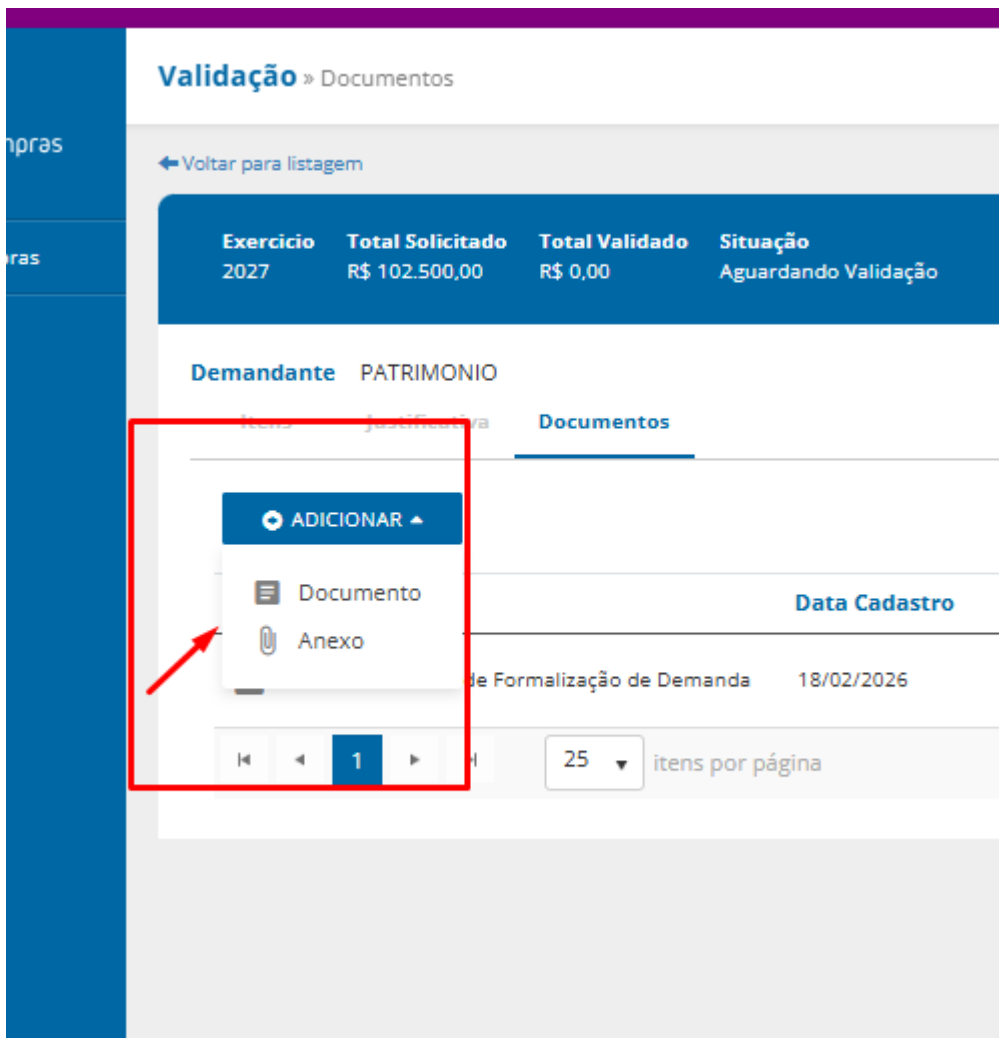 Validação » Documentos
Voltar para listagem
Exercicio Total Solicitado Total Validado Situação
2027 R$ 102.500,00 R$ 0,00 Aguardando Validação
Demandante PATRIMONIO
Itens Justificativa Documentos
ADICIONAR
Documento
Anexo
Data Cadastro
de Formalização de Demanda 18/02/2026
1 25 itens por página